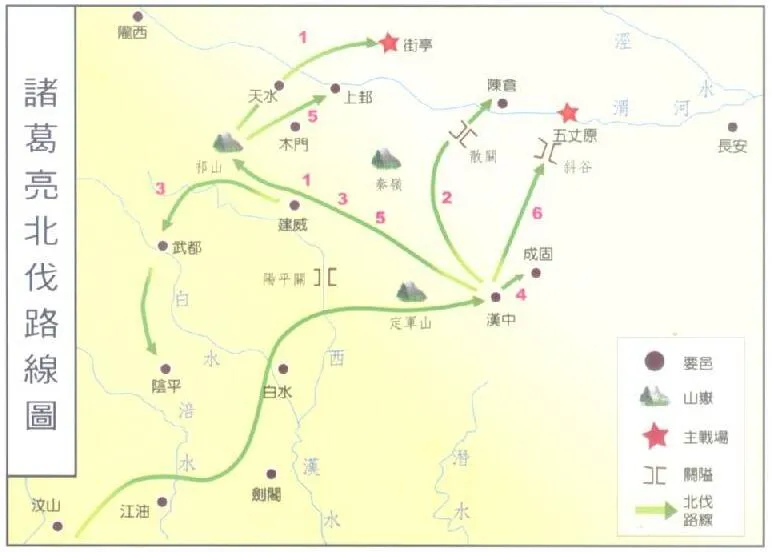 諸葛亮北伐路線圖
隴西
1
街亭
涇
水
天水
上邽
陳倉
渭
河
5
木門
五丈原
長安
祁山
秦嶺
散關
斜谷
3
1
3
2
5
6
建威
武都
成固
白
陽平關
4
漢中
定軍山
水
西
陰平
白水
涪
水
漢
水
潛
水
劍閣
汶山
江油
要邑
山嶽
主戰場
關隘
北伐
路線